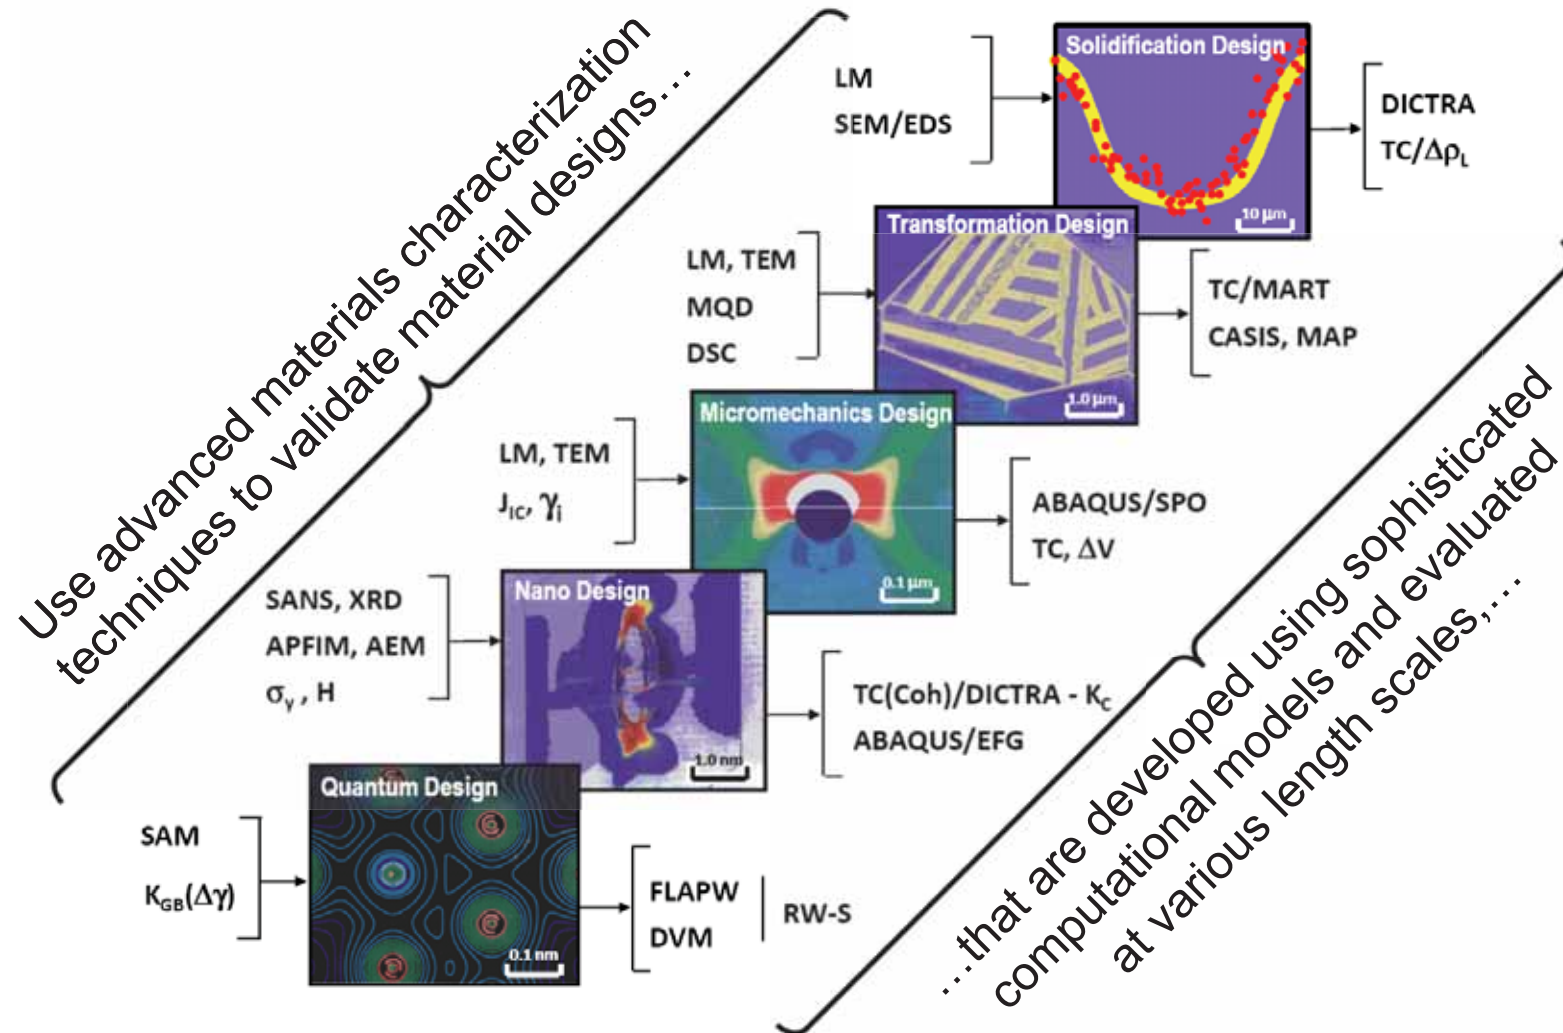 Use advanced materials characterization
techniques to validate material designs…
LM
SEM/EDS
Solidification Design
10 µm
DICTRA
TC/Δρ_L
LM, TEM
MQD
DSC
Transformation Design
1.0 µm
TC/MART
CASIS, MAP
LM, TEM
J_IC, γ_i
Micromechanics Design
0.1 µm
ABAQUS/SPO
TC, ΔV
SANS, XRD
APFIM, AEM
σ_y , H
Nano Design
1.0 nm
TC(Coh)/DICTRA - K_C
ABAQUS/EFG
SAM
K_GB(Δγ)
Quantum Design
0.1 nm
FLAPW
DVM
RW-S
…that are developed using sophisticated
computational models and evaluated
at various length scales,…